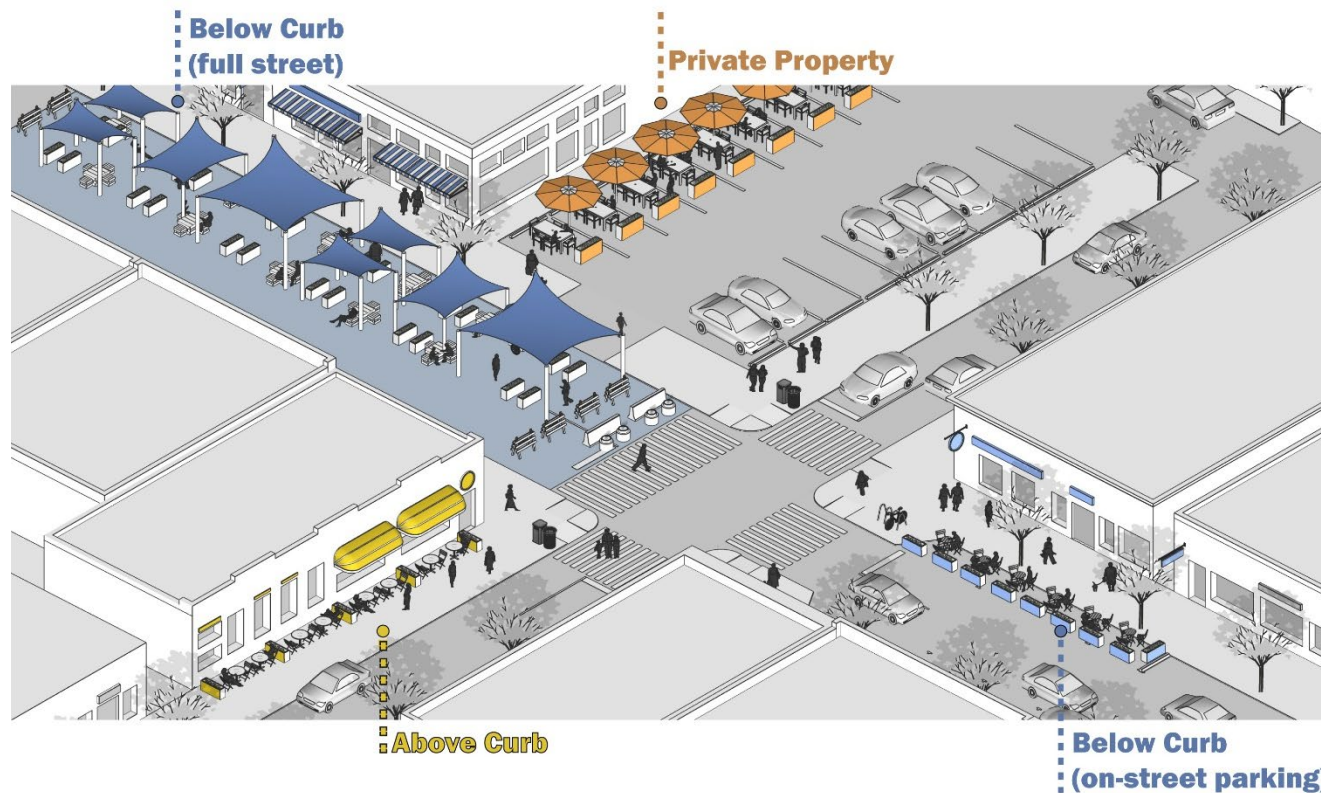 Below Curb
(full street)
Private Property
Above Curb
Below Curb
(on-street parking)